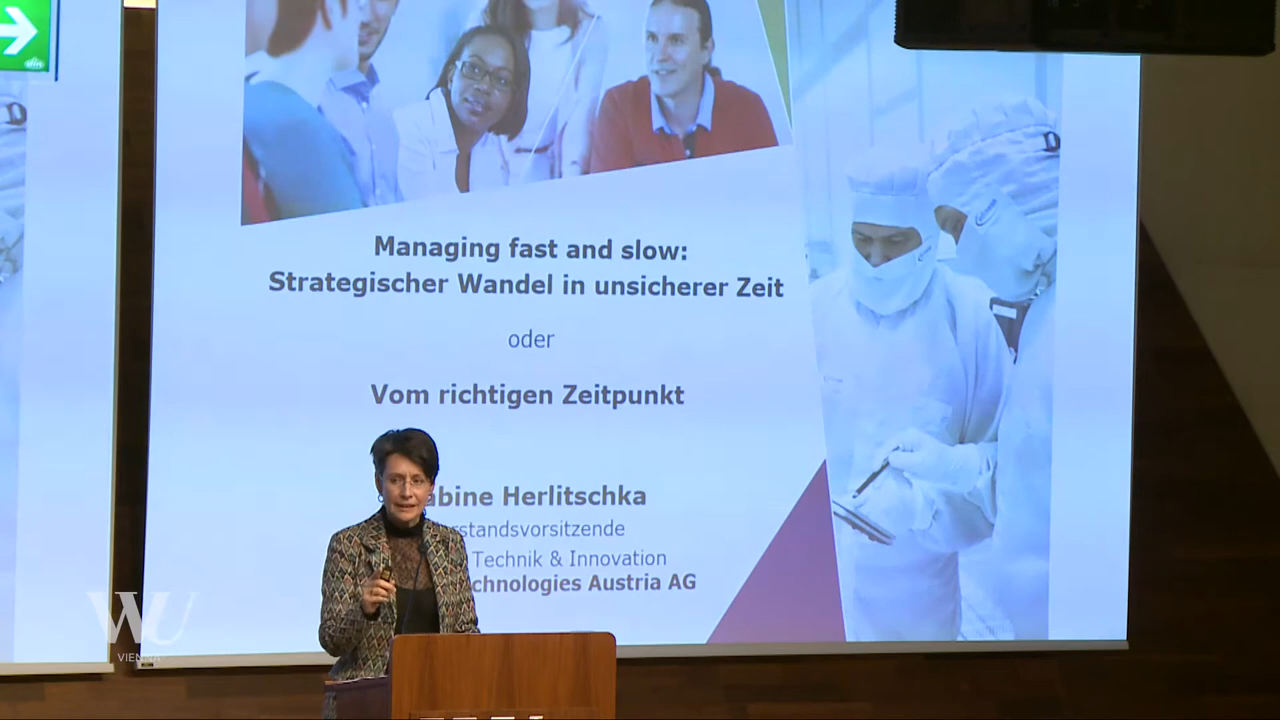 Managing fast and slow:
Strategischer Wandel in unsicherer Zeit
oder
Vom richtigen Zeitpunkt
abine Herlitschka
rstandsvorsitzende
Technik & Innovation
chnologies Austria AG
WU
VIENNA